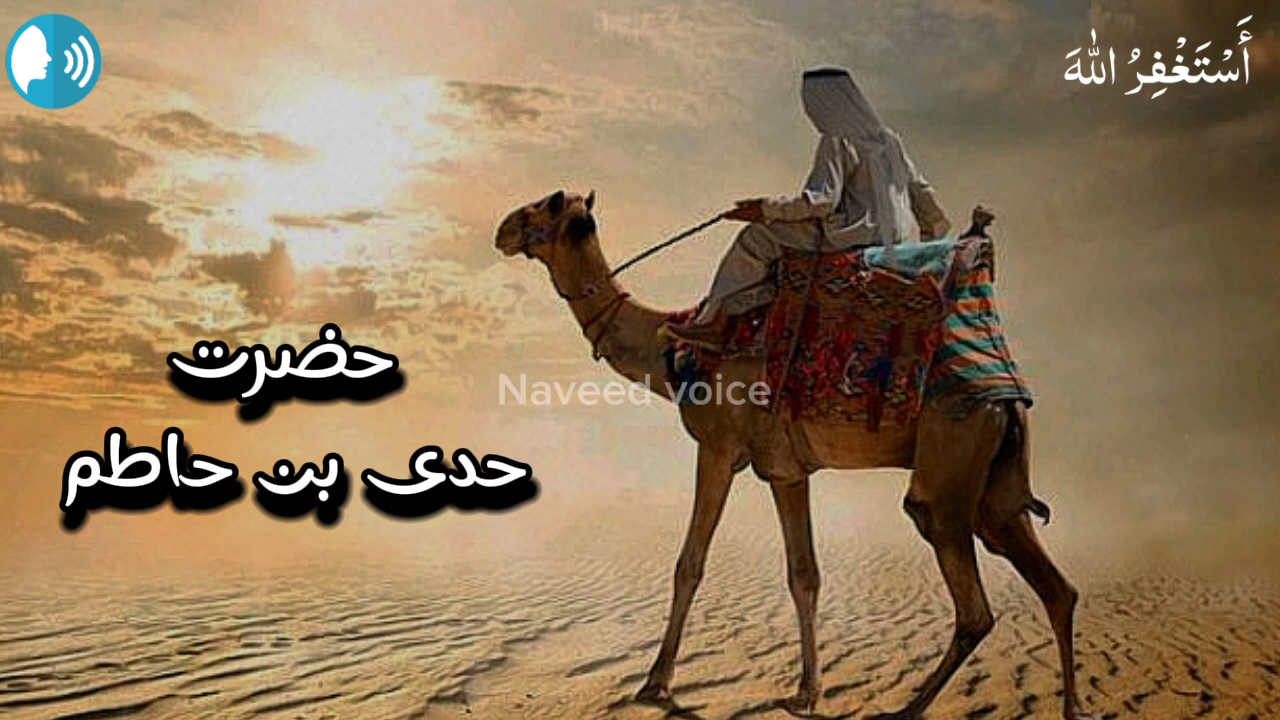 أَسْتَغْفِرُ اللّٰهَ
حضرت
Naveed voice
حدی بن حاطم